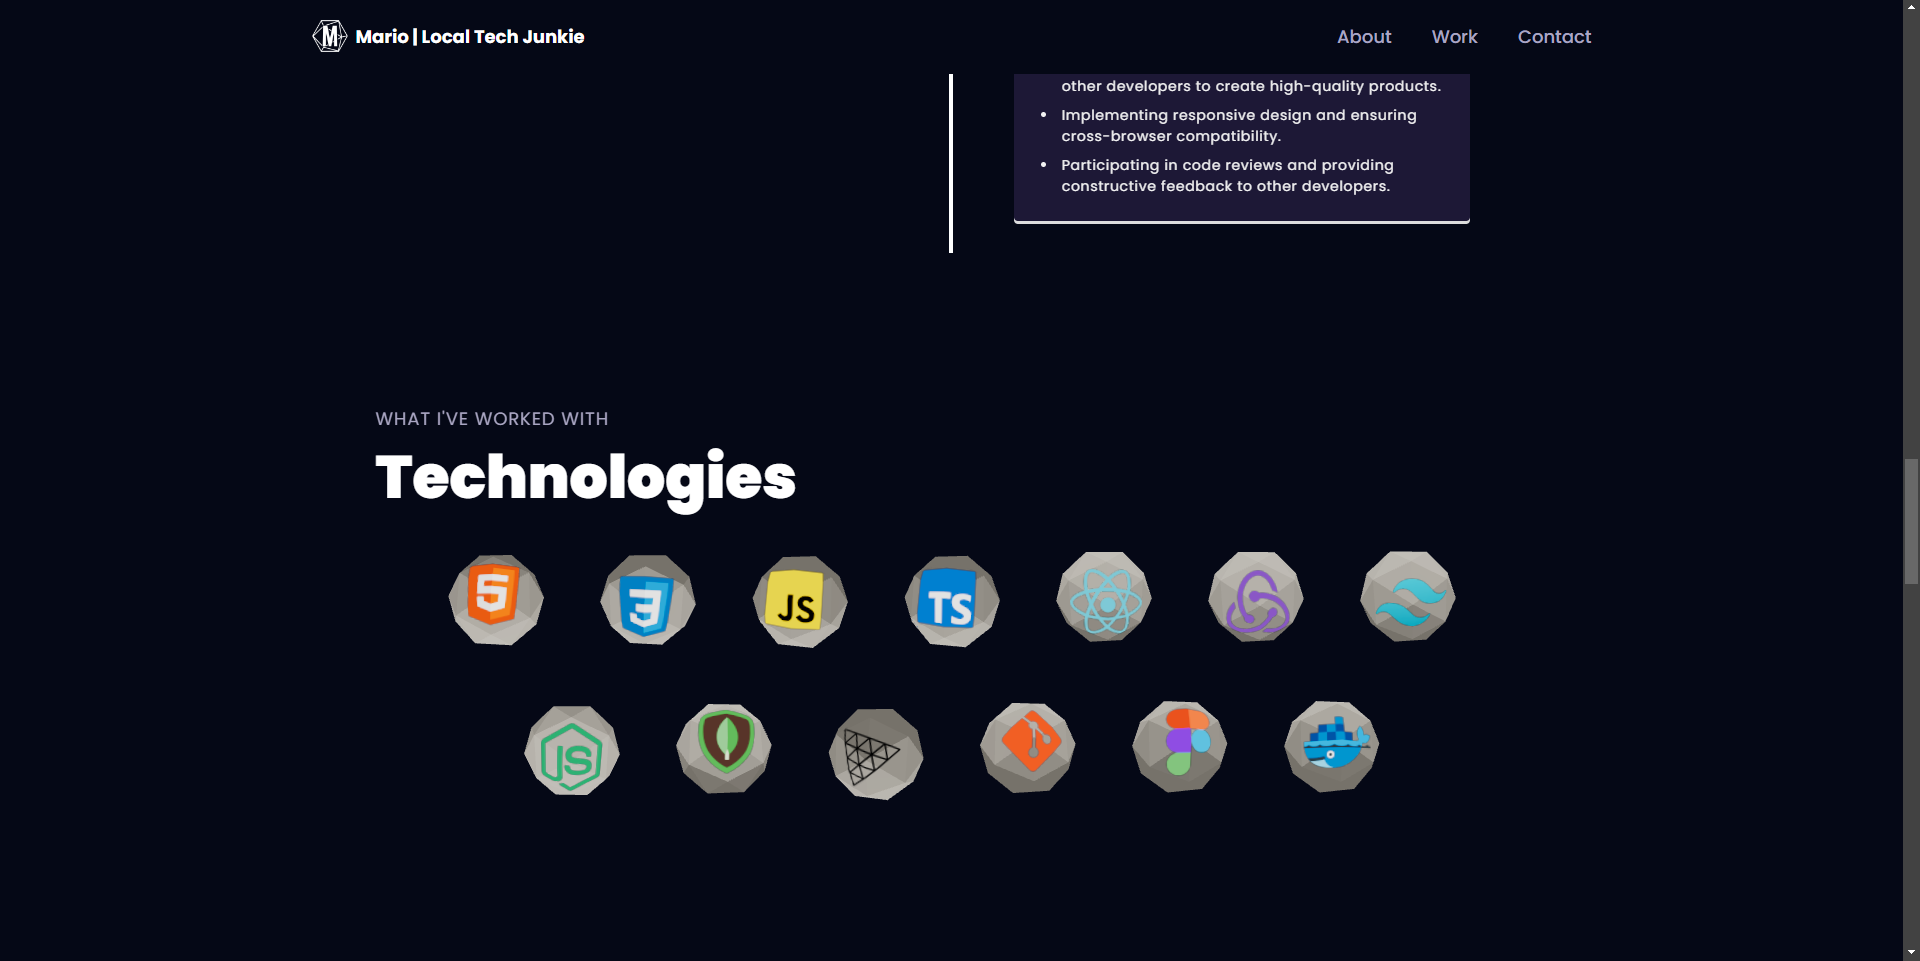 M Mario | Local Tech Junkie
About Work Contact
other developers to create high-quality products.
• Implementing responsive design and ensuring
cross-browser compatibility.
• Participating in code reviews and providing
constructive feedback to other developers.
WHAT I'VE WORKED WITH
Technologies
5 3 JS TS
JS